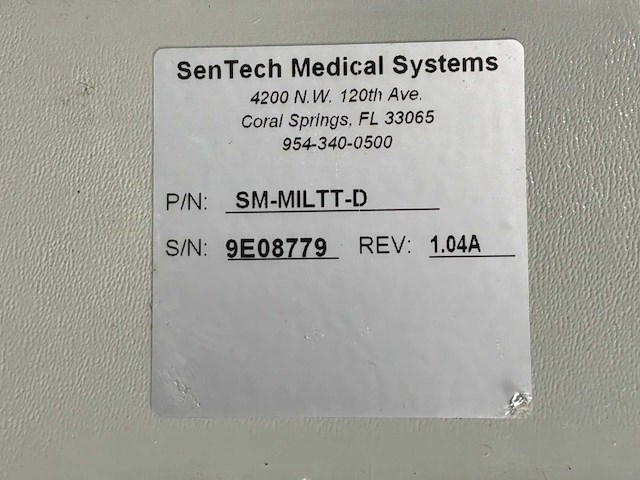 SenTech Medical Systems
4200 N.W. 120th Ave.
Coral Springs, FL 33065
954-340-0500
P/N: SM-MILTT-D
S/N: 9E08779 REV: 1.04A